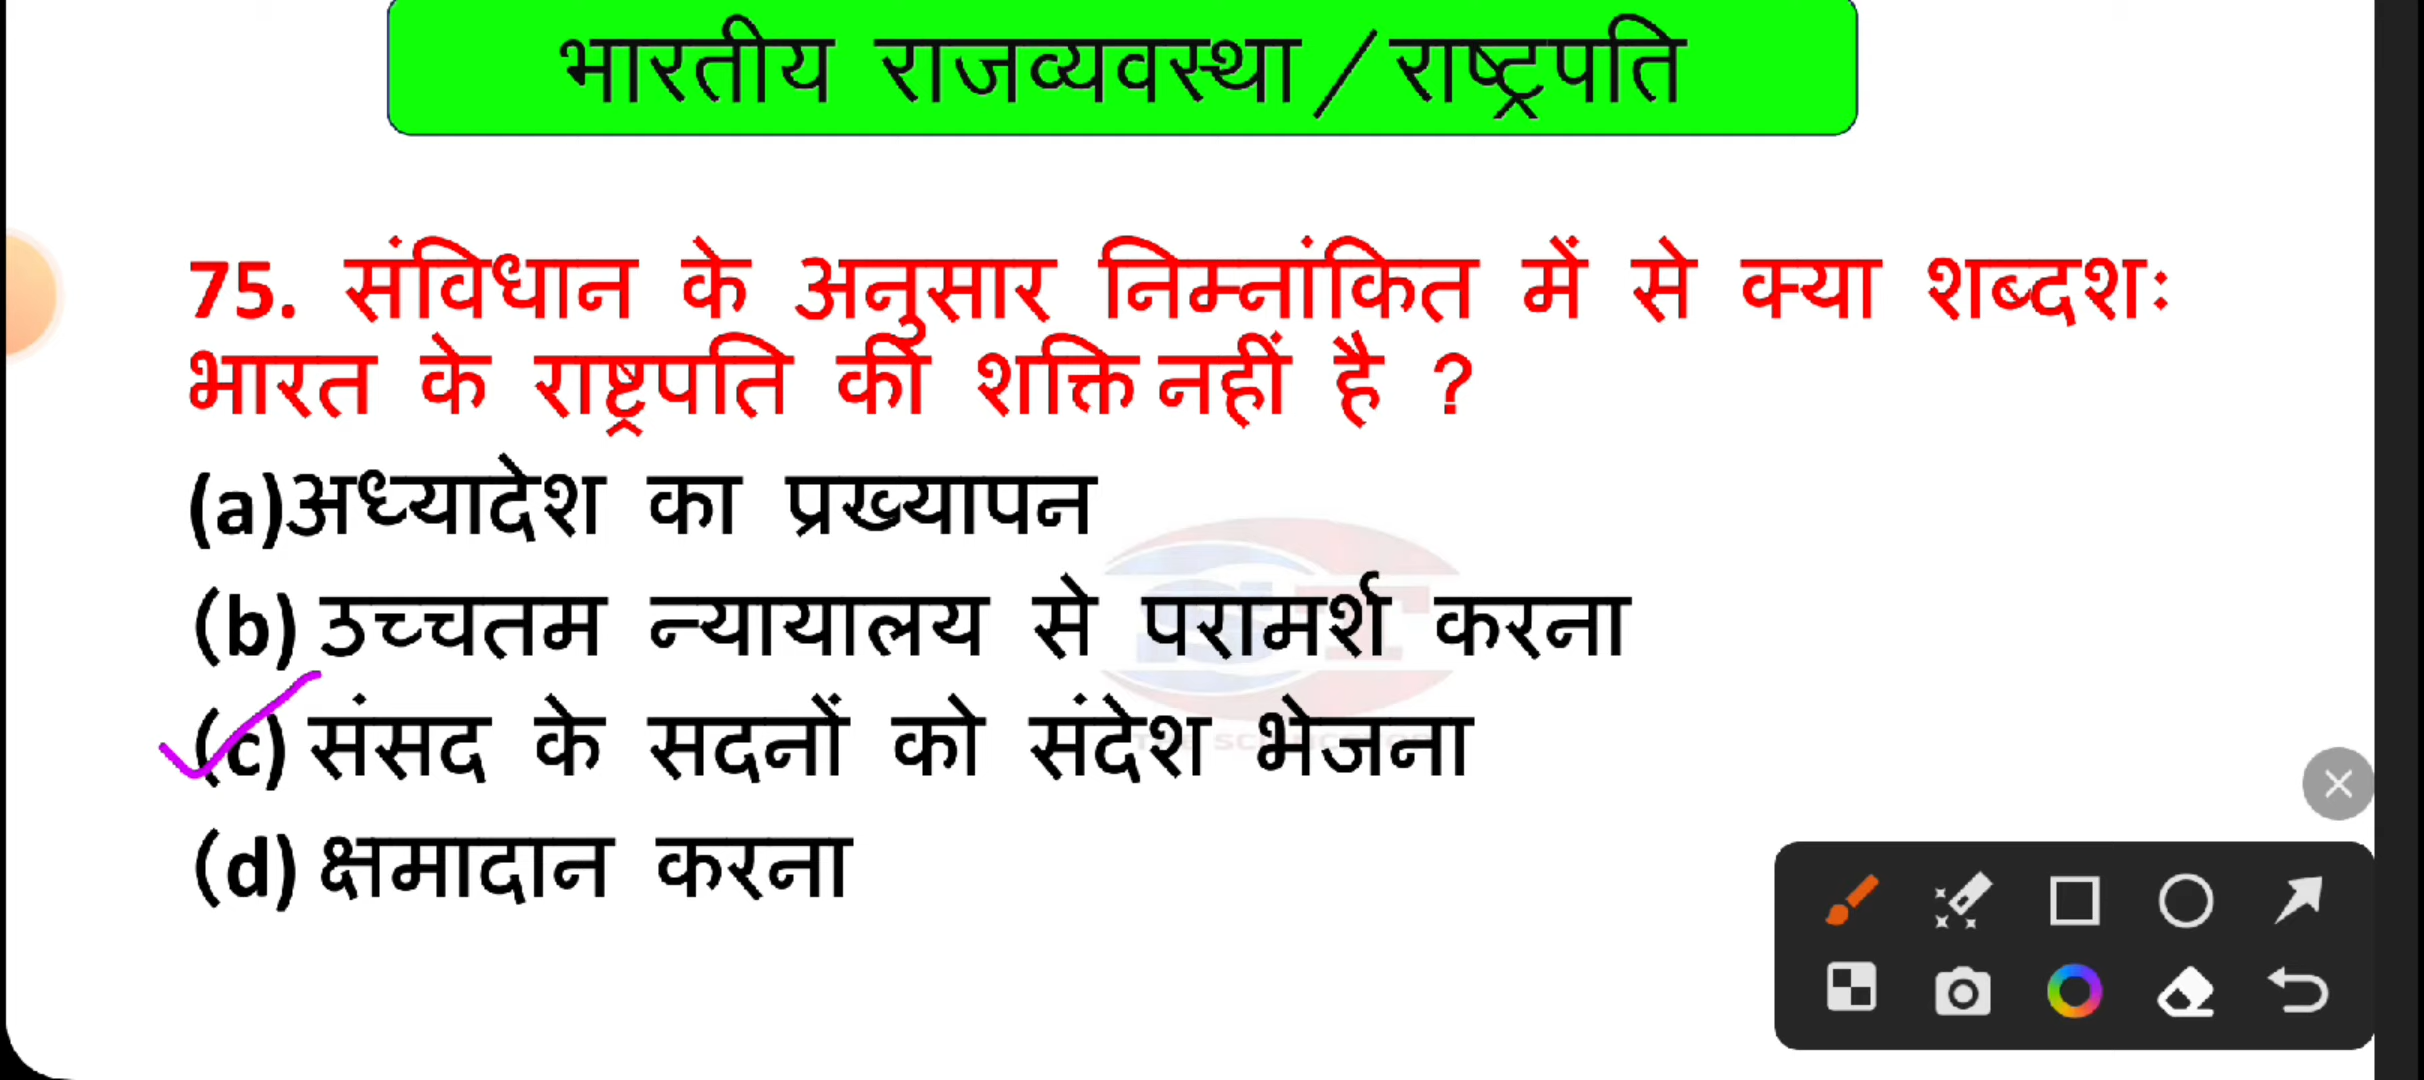 भारतीय राजव्यवस्था/राष्ट्रपति
75. संविधान के अनुसार निम्नांकित में से क्या शब्दशः
भारत के राष्ट्रपति की शक्ति नहीं है ?
(a)अध्यादेश का प्रख्यापन
(b) उच्चतम न्यायालय से परामर्श करना
(c) संसद के सदनों को संदेश भेजना
(d) क्षमादान करना